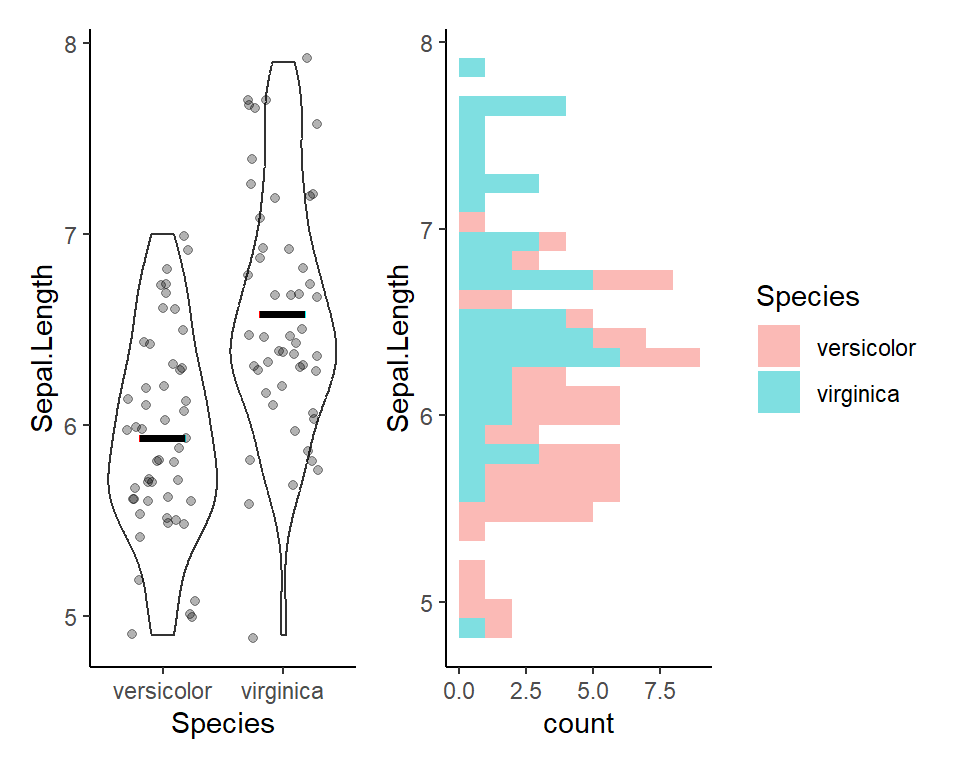 Sepal.Length
8
7
6
5
versicolor virginica
Species
Sepal.Length
8
7
6
5
0.0 2.5 5.0 7.5
count
Species
versicolor
virginica